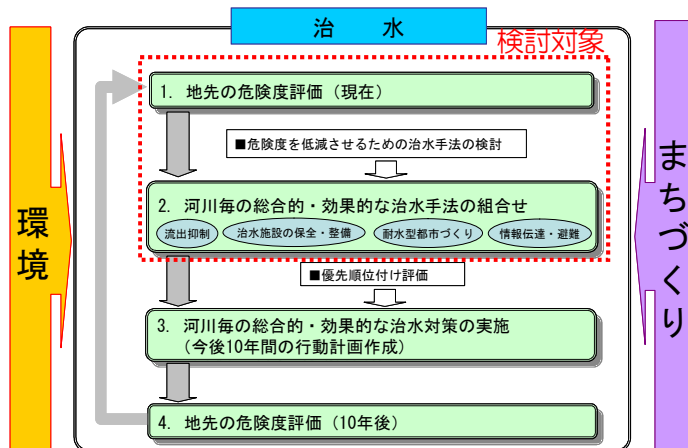 治　水
検討対象
1. 地先の危険度評価（現在）
■危険度を低減させるための治水手法の検討
2. 河川毎の総合的・効果的な治水手法の組合せ
流出抑制
治水施設の保全・整備
耐水型都市づくり
情報伝達・避難
■優先順位付け評価
3. 河川毎の総合的・効果的な治水対策の実施
（今後10年間の行動計画作成）
4. 地先の危険度評価（10年後）
環境
まちづくり